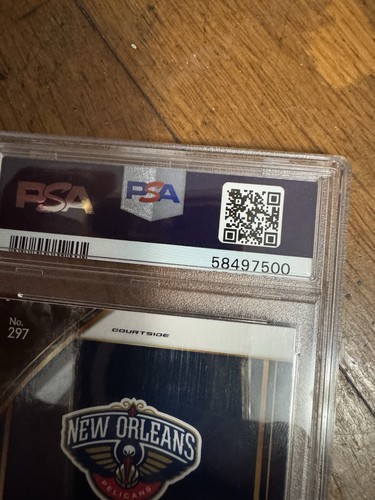 PSA PSA
58497500
No.
297
COURTSIDE
NEW ORLEANS
PELICANS